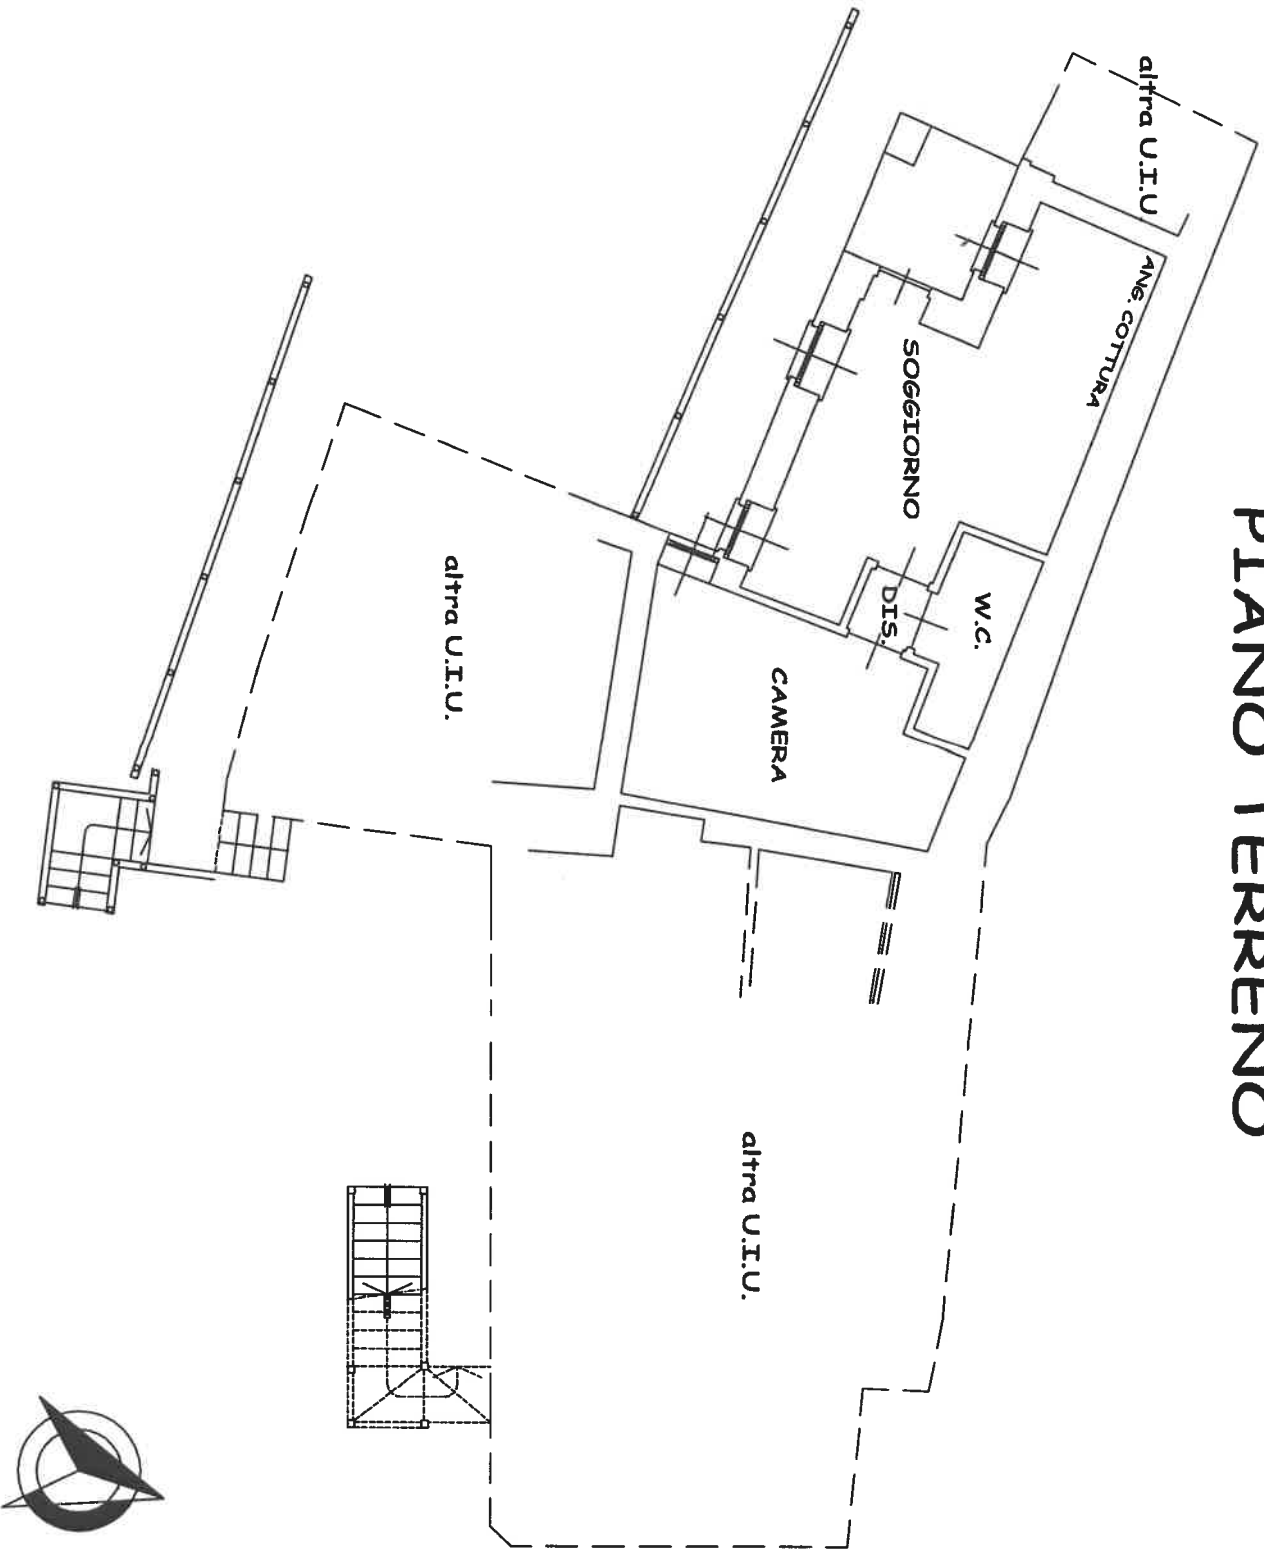 PIANO TERRENO
altra U.I.U
ANG. COTTURA
SOGGIORNO
W.C.
DIS.
CAMERA
altra U.I.U.
altra U.I.U.